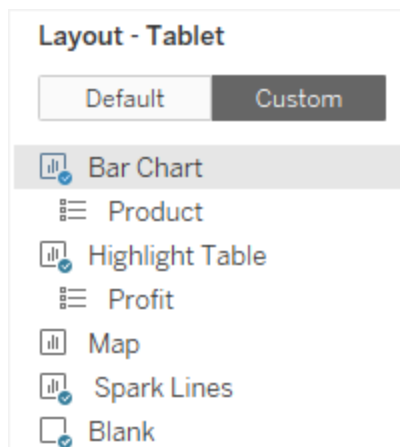 Layout - Tablet
Default Custom
Bar Chart
Product
Highlight Table
Profit
Map
Spark Lines
Blank